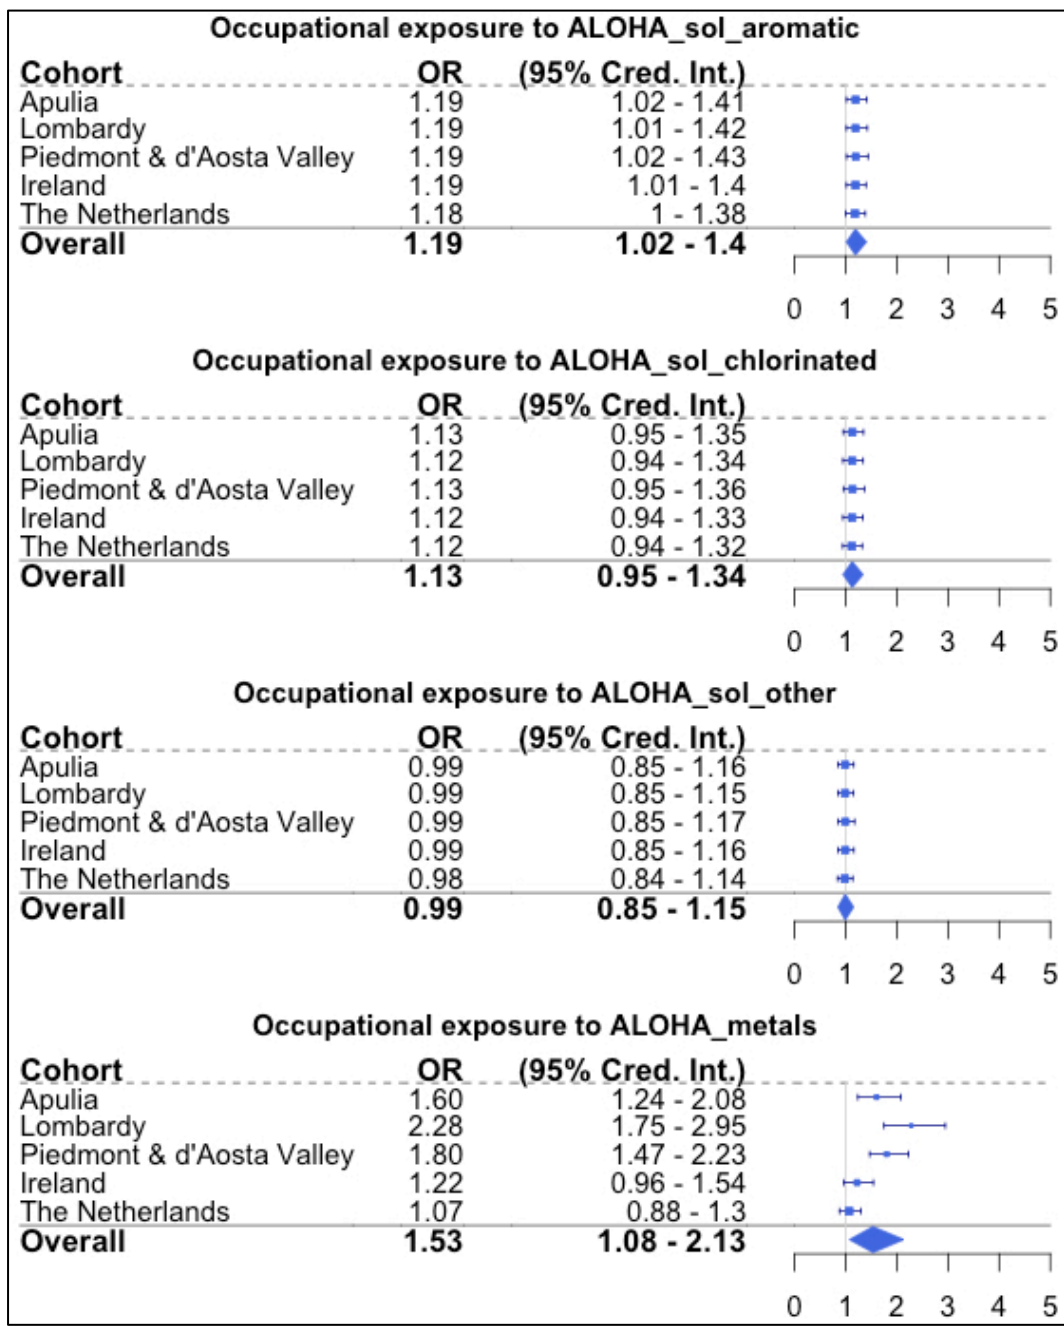 Occupational exposure to ALOHA_sol_aromatic
Cohort OR (95% Cred. Int.)
Apulia 1.19 1.02 - 1.41
Lombardy 1.19 1.01 - 1.42
Piedmont & d'Aosta Valley 1.19 1.02 - 1.43
Ireland 1.19 1.01 - 1.4
The Netherlands 1.18 1 - 1.38
Overall 1.19 1.02 - 1.4
0 1 2 3 4 5
Occupational exposure to ALOHA_sol_chlorinated
Cohort OR (95% Cred. Int.)
Apulia 1.13 0.95 - 1.35
Lombardy 1.12 0.94 - 1.34
Piedmont & d'Aosta Valley 1.13 0.95 - 1.36
Ireland 1.12 0.94 - 1.33
The Netherlands 1.12 0.94 - 1.32
Overall 1.13 0.95 - 1.34
0 1 2 3 4 5
Occupational exposure to ALOHA_sol_other
Cohort OR (95% Cred. Int.)
Apulia 0.99 0.85 - 1.16
Lombardy 0.99 0.85 - 1.15
Piedmont & d'Aosta Valley 0.99 0.85 - 1.17
Ireland 0.99 0.85 - 1.16
The Netherlands 0.98 0.84 - 1.14
Overall 0.99 0.85 - 1.15
0 1 2 3 4 5
Occupational exposure to ALOHA_metals
Cohort OR (95% Cred. Int.)
Apulia 1.60 1.24 - 2.08
Lombardy 2.28 1.75 - 2.95
Piedmont & d'Aosta Valley 1.80 1.47 - 2.23
Ireland 1.22 0.96 - 1.54
The Netherlands 1.07 0.88 - 1.3
Overall 1.53 1.08 - 2.13
0 1 2 3 4 5